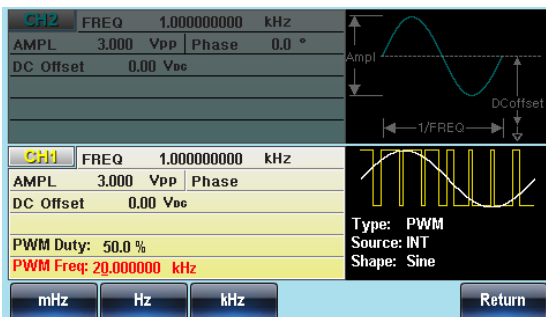 CH2 FREQ 1.000000000 kHz
AMPL 3.000 Vpp Phase 0.0 °
DC Offset 0.00 VDC
Ampl
DCoffset
1/FREQ
CH1 FREQ 1.000000000 kHz
AMPL 3.000 Vpp Phase
DC Offset 0.00 VDC
PWM Duty: 50.0 %
PWM Freq: 20.000000 kHz
Type: PWM
Source: INT
Shape: Sine
mHz Hz kHz Return